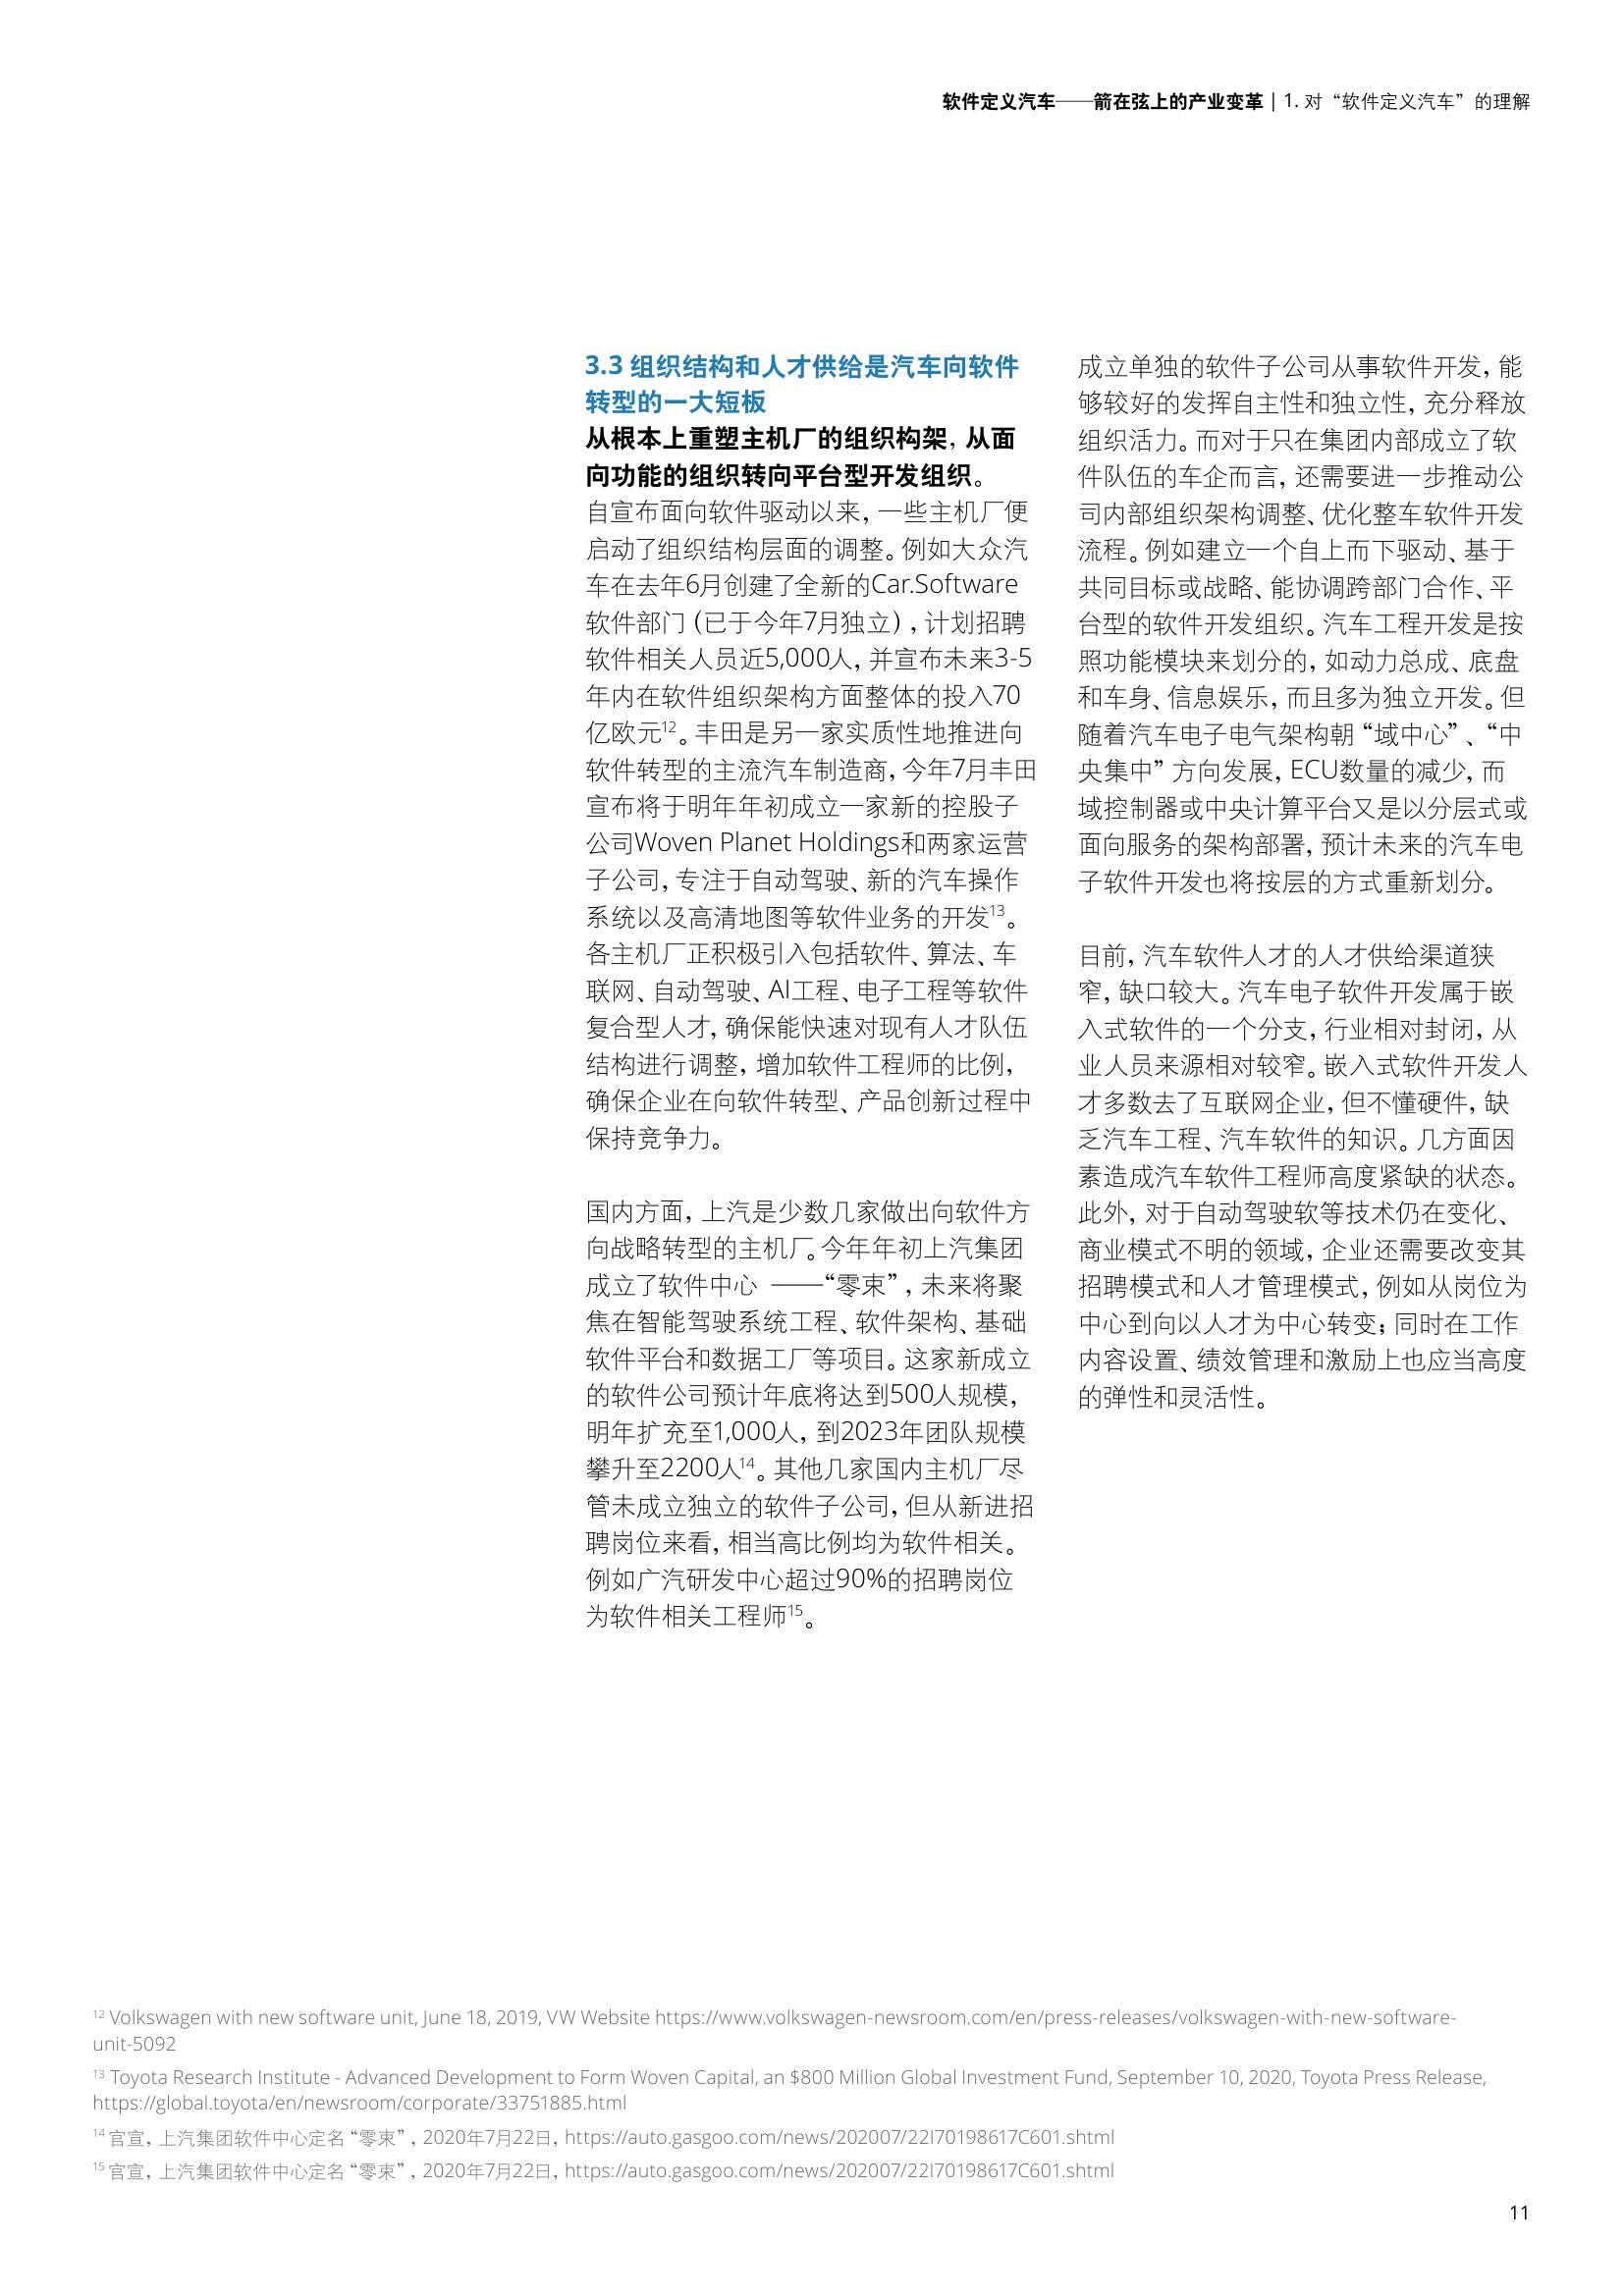 软件定义汽车——箭在弦上的产业变革 | 1. 对“软件定义汽车”的理解
3.3 组织结构和人才供给是汽车向软件
转型的一大短板
从根本上重塑主机厂的组织构架，从面
向功能的组织转向平台型开发组织。
自宣布面向软件驱动以来，一些主机厂便
启动了组织结构层面的调整。例如大众汽
车在去年6月创建了全新的Car.Software
软件部门（已于今年7月独立），计划招聘
软件相关人员近5,000人，并宣布未来3-5
年内在软件组织架构方面整体的投入70
亿欧元12。丰田是另一家实质性地推进向
软件转型的主流汽车制造商，今年7月丰田
宣布将于明年年初成立一家新的控股子
公司Woven Planet Holdings和两家运营
子公司，专注于自动驾驶、新的汽车操作
系统以及高清地图等软件业务的开发13。
各主机厂正积极引入包括软件、算法、车
联网、自动驾驶、AI工程、电子工程等软件
复合型人才，确保能快速对现有人才队伍
结构进行调整，增加软件工程师的比例，
确保企业在向软件转型、产品创新过程中
保持竞争力。
国内方面，上汽是少数几家做出向软件方
向战略转型的主机厂。今年年初上汽集团
成立了软件中心 ——“零束”，未来将聚
焦在智能驾驶系统工程、软件架构、基础
软件平台和数据工厂等项目。这家新成立
的软件公司预计年底将达到500人规模，
明年扩充至1,000人，到2023年团队规模
攀升至2200人14。其他几家国内主机厂尽
管未成立独立的软件子公司，但从新进招
聘岗位来看，相当高比例均为软件相关。
例如广汽研发中心超过90%的招聘岗位
为软件相关工程师15。
成立单独的软件子公司从事软件开发，能
够较好的发挥自主性和独立性，充分释放
组织活力。而对于只在集团内部成立了软
件队伍的车企而言，还需要进一步推动公
司内部组织架构调整、优化整车软件开发
流程。例如建立一个自上而下驱动、基于
共同目标或战略、能协调跨部门合作、平
台型的软件开发组织。汽车工程开发是按
照功能模块来划分的，如动力总成、底盘
和车身、信息娱乐，而且多为独立开发。但
随着汽车电子电气架构朝“域中心”、“中
央集中”方向发展，ECU数量的减少，而
域控制器或中央计算平台又是以分层式或
面向服务的架构部署，预计未来的汽车电
子软件开发也将按层的方式重新划分。
目前，汽车软件人才的人才供给渠道狭
窄，缺口较大。汽车电子软件开发属于嵌
入式软件的一个分支，行业相对封闭，从
业人员来源相对较窄。嵌入式软件开发人
才多数去了互联网企业，但不懂硬件，缺
乏汽车工程、汽车软件的知识。几方面因
素造成汽车软件工程师高度紧缺的状态。
此外，对于自动驾驶软等技术仍在变化、
商业模式不明的领域，企业还需要改变其
招聘模式和人才管理模式，例如从岗位为
中心到向以人才为中心转变；同时在工作
内容设置、绩效管理和激励上也应当高度
的弹性和灵活性。
12 Volkswagen with new software unit, June 18, 2019, VW Website https://www.volkswagen-newsroom.com/en/press-releases/volkswagen-with-new-software-
unit-5092
13 Toyota Research Institute - Advanced Development to Form Woven Capital, an $800 Million Global Investment Fund, September 10, 2020, Toyota Press Release,
https://global.toyota/en/newsroom/corporate/33751885.html
14 官宣，上汽集团软件中心定名“零束”，2020年7月22日，https://auto.gasgoo.com/news/202007/22I70198617C601.shtml
15 官宣，上汽集团软件中心定名“零束”，2020年7月22日，https://auto.gasgoo.com/news/202007/22I70198617C601.shtml
11